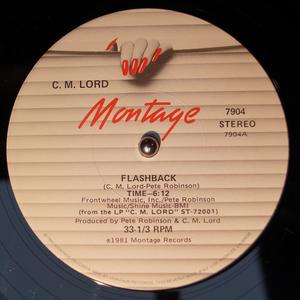 C. M. LORD
Montage
7904
STEREO
7904A
FLASHBACK
(C. M. Lord-Pete Robinson)
TIME—6:12
Frontwheel Music, Inc./Pete Robinson
Music/Shine Music-BMI
(from the LP "C. M. LORD" ST-72001)
Produced by Pete Robinson & C. M. Lord
33-1/3 RPM
℗1981 Montage Records